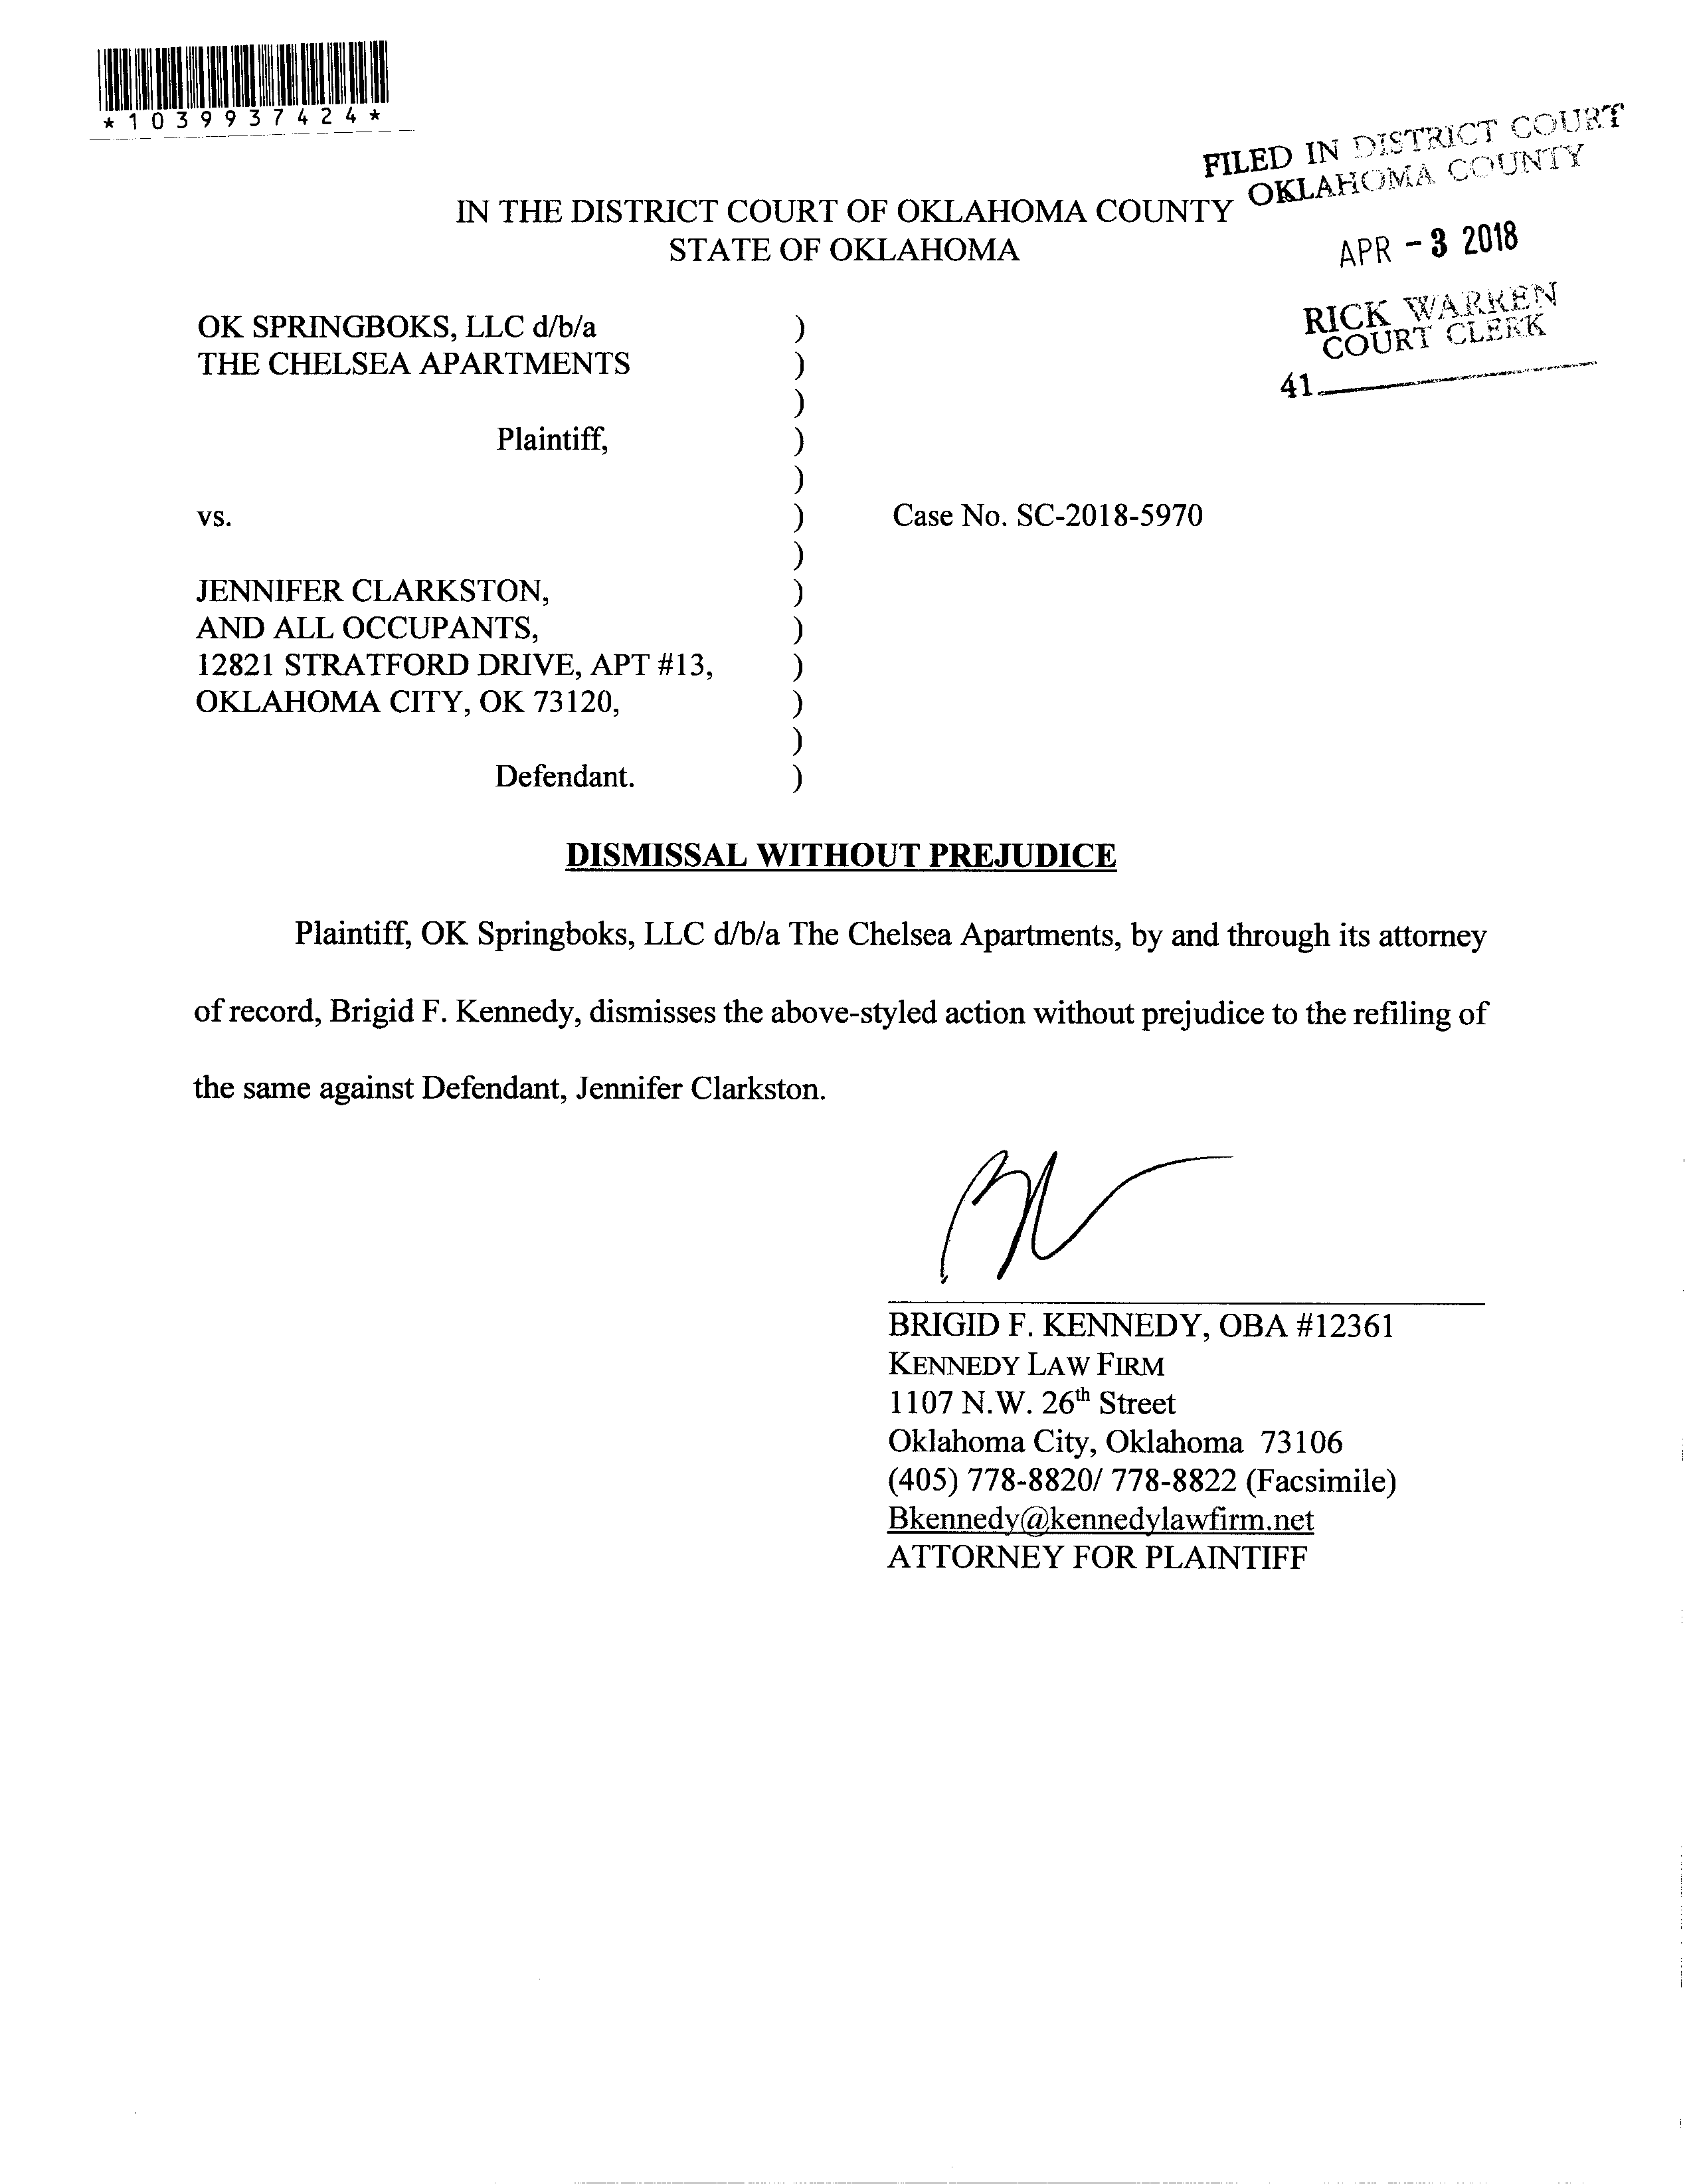 *1039937424*
FILED IN DISTRICT COURT
OKLAHOMA COUNTY
IN THE DISTRICT COURT OF OKLAHOMA COUNTY
STATE OF OKLAHOMA
APR - 3 2018
RICK WARREN
COURT CLERK
41
OK SPRINGBOKS, LLC d/b/a )
THE CHELSEA APARTMENTS )
)
Plaintiff, )
)
vs. ) Case No. SC-2018-5970
)
JENNIFER CLARKSTON, )
AND ALL OCCUPANTS, )
12821 STRATFORD DRIVE, APT #13, )
OKLAHOMA CITY, OK 73120, )
)
Defendant. )
DISMISSAL WITHOUT PREJUDICE
Plaintiff, OK Springboks, LLC d/b/a The Chelsea Apartments, by and through its attorney
of record, Brigid F. Kennedy, dismisses the above-styled action without prejudice to the refiling of
the same against Defendant, Jennifer Clarkston.
BRIGID F. KENNEDY, OBA #12361
KENNEDY LAW FIRM
1107 N.W. 26th Street
Oklahoma City, Oklahoma 73106
(405) 778-8820/ 778-8822 (Facsimile)
Bkennedy@kennedylawfirm.net
ATTORNEY FOR PLAINTIFF